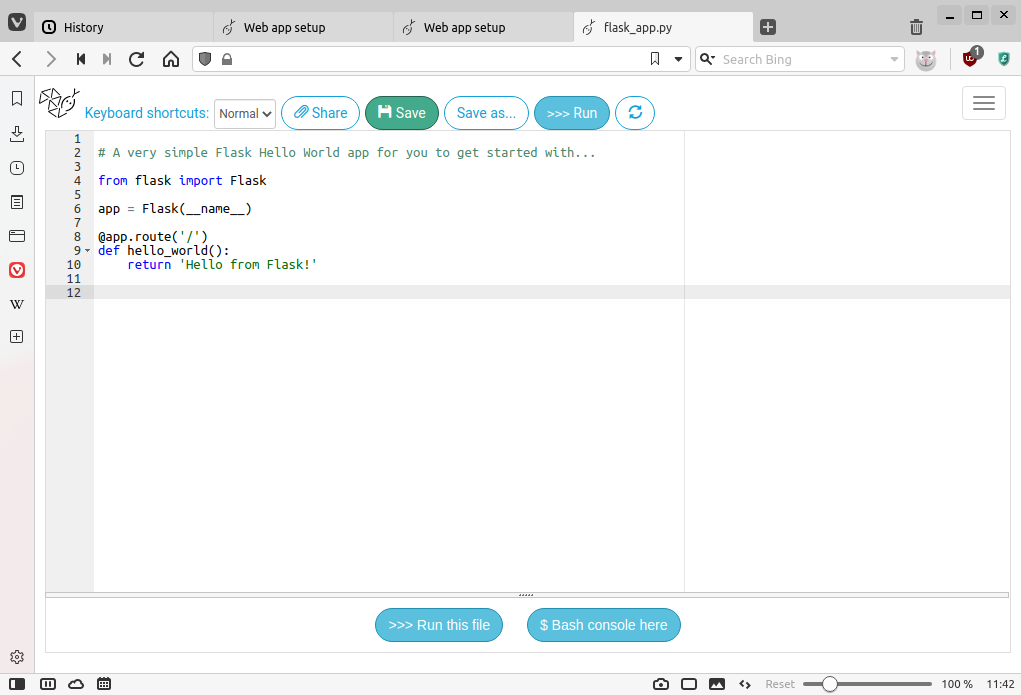 History
Web app setup
Web app setup
flask_app.py
Search Bing
1
Keyboard shortcuts:
Normal
Share
Save
Save as...
>>> Run
1
2 # A very simple Flask Hello World app for you to get started with...
3
4 from flask import Flask
5
6 app = Flask(__name__)
7
8 @app.route('/')
9 def hello_world():
10     return 'Hello from Flask!'
11
12
>>> Run this file
$ Bash console here
W
Reset
100 %
11:42